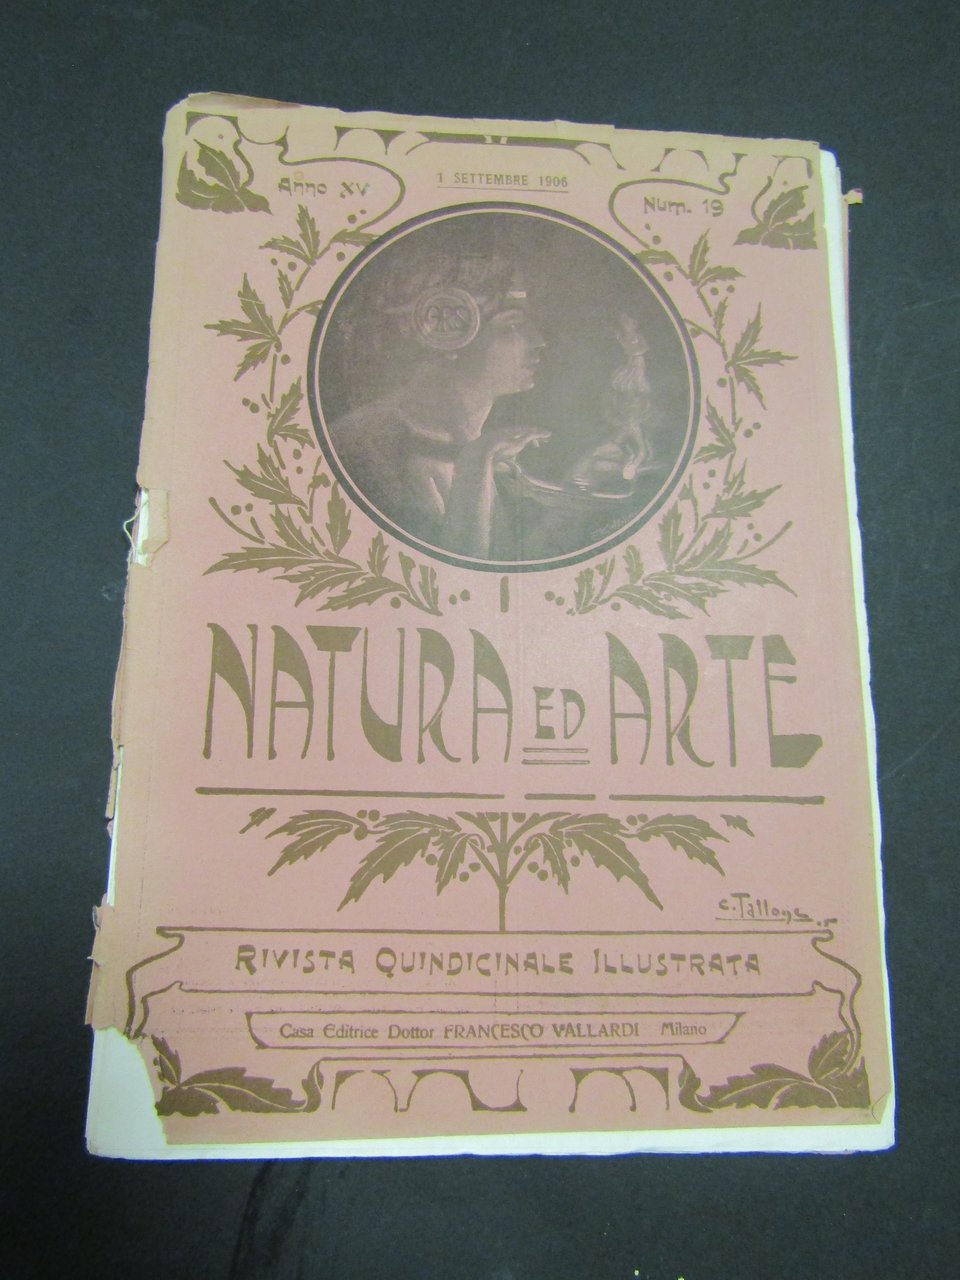 Anno XV
1 SETTEMBRE 1906
Num. 19
ARS
NATURA ED ARTE
C. Tallone
RIVISTA QUINDICINALE ILLUSTRATA
Casa Editrice Dottor FRANCESCO VALLARDI Milano